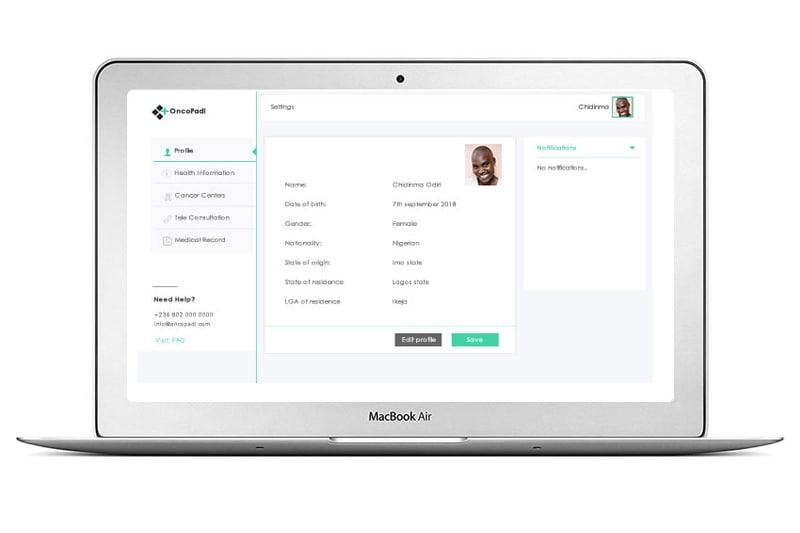 OncoPadi
Settings
Chidinma
Profile
Health Information
Cancer Centers
Tele Consultation
Medical Record
Need Help?
+234 802 000 0000
info@oncopadi.com
Visit: FAQ
Name: Chidinma Odiri
Date of birth: 7th september 2018
Gender: Female
Nationality: Nigerian
State of origin: Imo state
State of residence Lagos state
LGA of residence Ikeja
Edit profile
Save
Notifications
No notifications..
MacBook Air